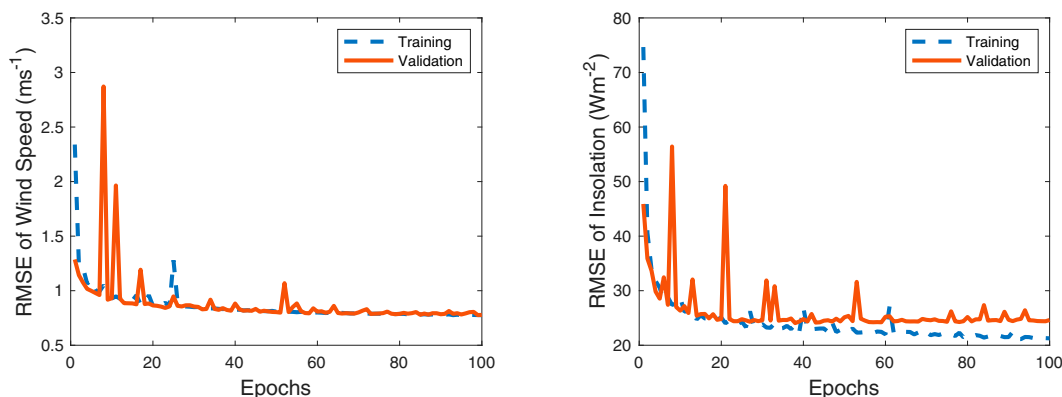 3.5
3
2.5
2
1.5
1
0.5
RMSE of Wind Speed (ms⁻¹)
0 20 40 60 80 100
Epochs
Training
Validation
80
70
60
50
40
30
20
RMSE of Insolation (Wm⁻²)
0 20 40 60 80 100
Epochs
Training
Validation